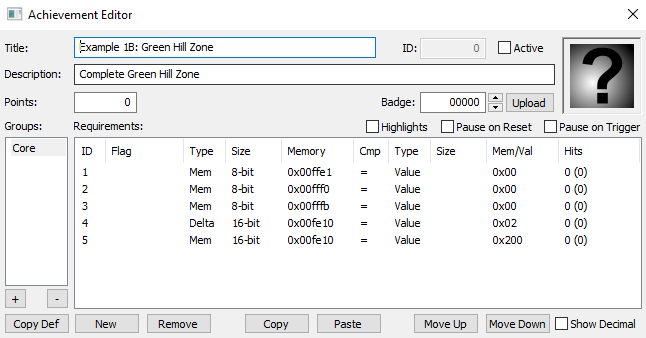 Achievement Editor
Title: Example 1B: Green Hill Zone ID: 0 Active
Description: Complete Green Hill Zone
Points: 0 Badge: 00000 Upload
Groups: Requirements: Highlights Pause on Reset Pause on Trigger
Core
ID Flag Type Size Memory Cmp Type Size Mem/Val Hits
1 Mem 8-bit 0x00ffe1 = Value 0x00 0 (0)
2 Mem 8-bit 0x00fff0 = Value 0x00 0 (0)
3 Mem 8-bit 0x00fffb = Value 0x00 0 (0)
4 Delta 16-bit 0x00fe10 = Value 0x02 0 (0)
5 Mem 16-bit 0x00fe10 = Value 0x200 0 (0)
+ -
Copy Def New Remove Copy Paste Move Up Move Down Show Decimal